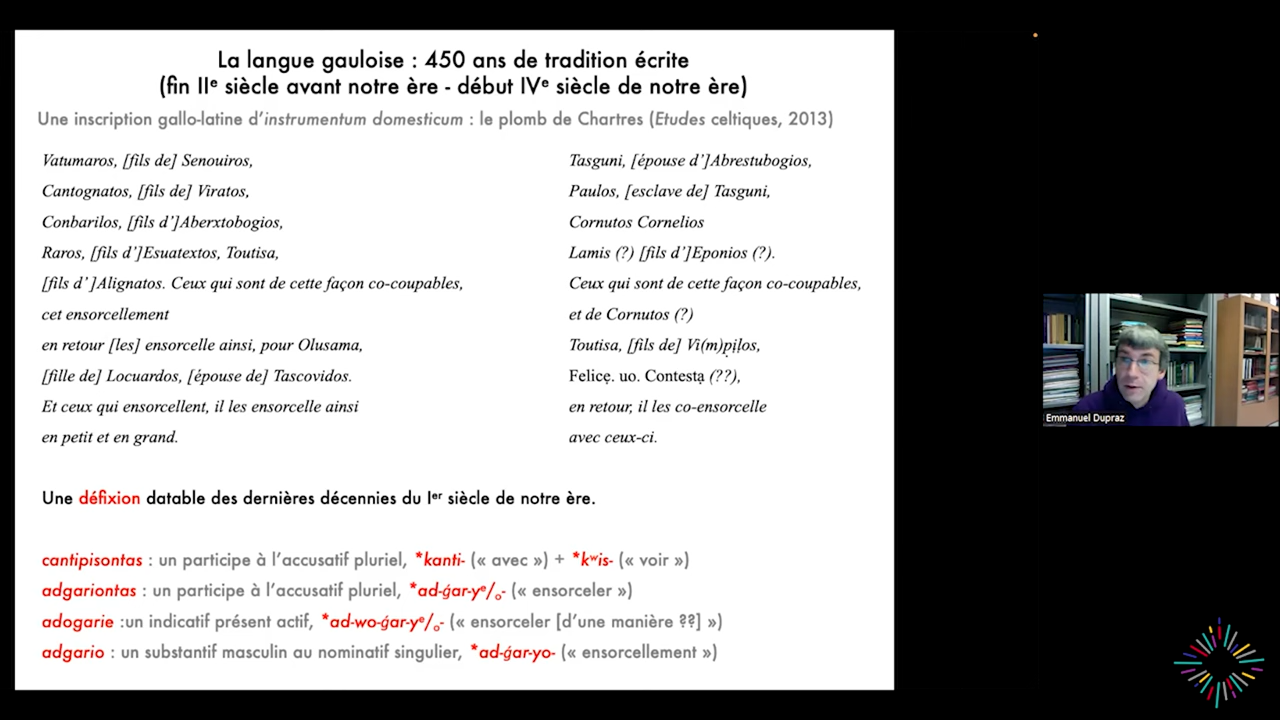 La langue gauloise : 450 ans de tradition écrite
(fin IIᵉ siècle avant notre ère - début IVᵉ siècle de notre ère)
Une inscription gallo-latine d’instrumentum domesticum : le plomb de Chartres (Etudes celtiques, 2013)
Vatumaros, [fils de] Senouiros,
Cantognatos, [fils de] Viratos,
Conbarilos, [fils d’]Aberxtobogios,
Raros, [fils d’]Esuatextos, Toutisa,
[fils d’]Alignatos. Ceux qui sont de cette façon co-coupables,
cet ensorcellement
en retour [les] ensorcelle ainsi, pour Olusama,
[fille de] Locuardos, [épouse de] Tascovidos.
Et ceux qui ensorcellent, il les ensorcelle ainsi
en petit et en grand.
Tasguni, [épouse d’]Abrestubogios,
Paulos, [esclave de] Tasguni,
Cornutos Cornelios
Lamis (?) [fils d’]Eponios (?).
Ceux qui sont de cette façon co-coupables,
et de Cornutos (?)
Toutisa, [fils de] Vi(m)pịḷos,
Felicẹ. uo. Contestạ (??),
en retour, il les co-ensorcelle
avec ceux-ci.
Une défixion datable des dernières décennies du Iᵉʳ siècle de notre ère.
cantipisontas : un participe à l’accusatif pluriel, *kanti- (« avec ») + *kʷis- (« voir »)
adgariontas : un participe à l’accusatif pluriel, *ad-ǵar-yᵉ/ₒ- (« ensorceler »)
adogarie :un indicatif présent actif, *ad-wo-ǵar-yᵉ/ₒ- (« ensorceler [d’une manière ??] »)
adgario : un substantif masculin au nominatif singulier, *ad-ǵar-yo- (« ensorcellement »)
Emmanuel Dupraz